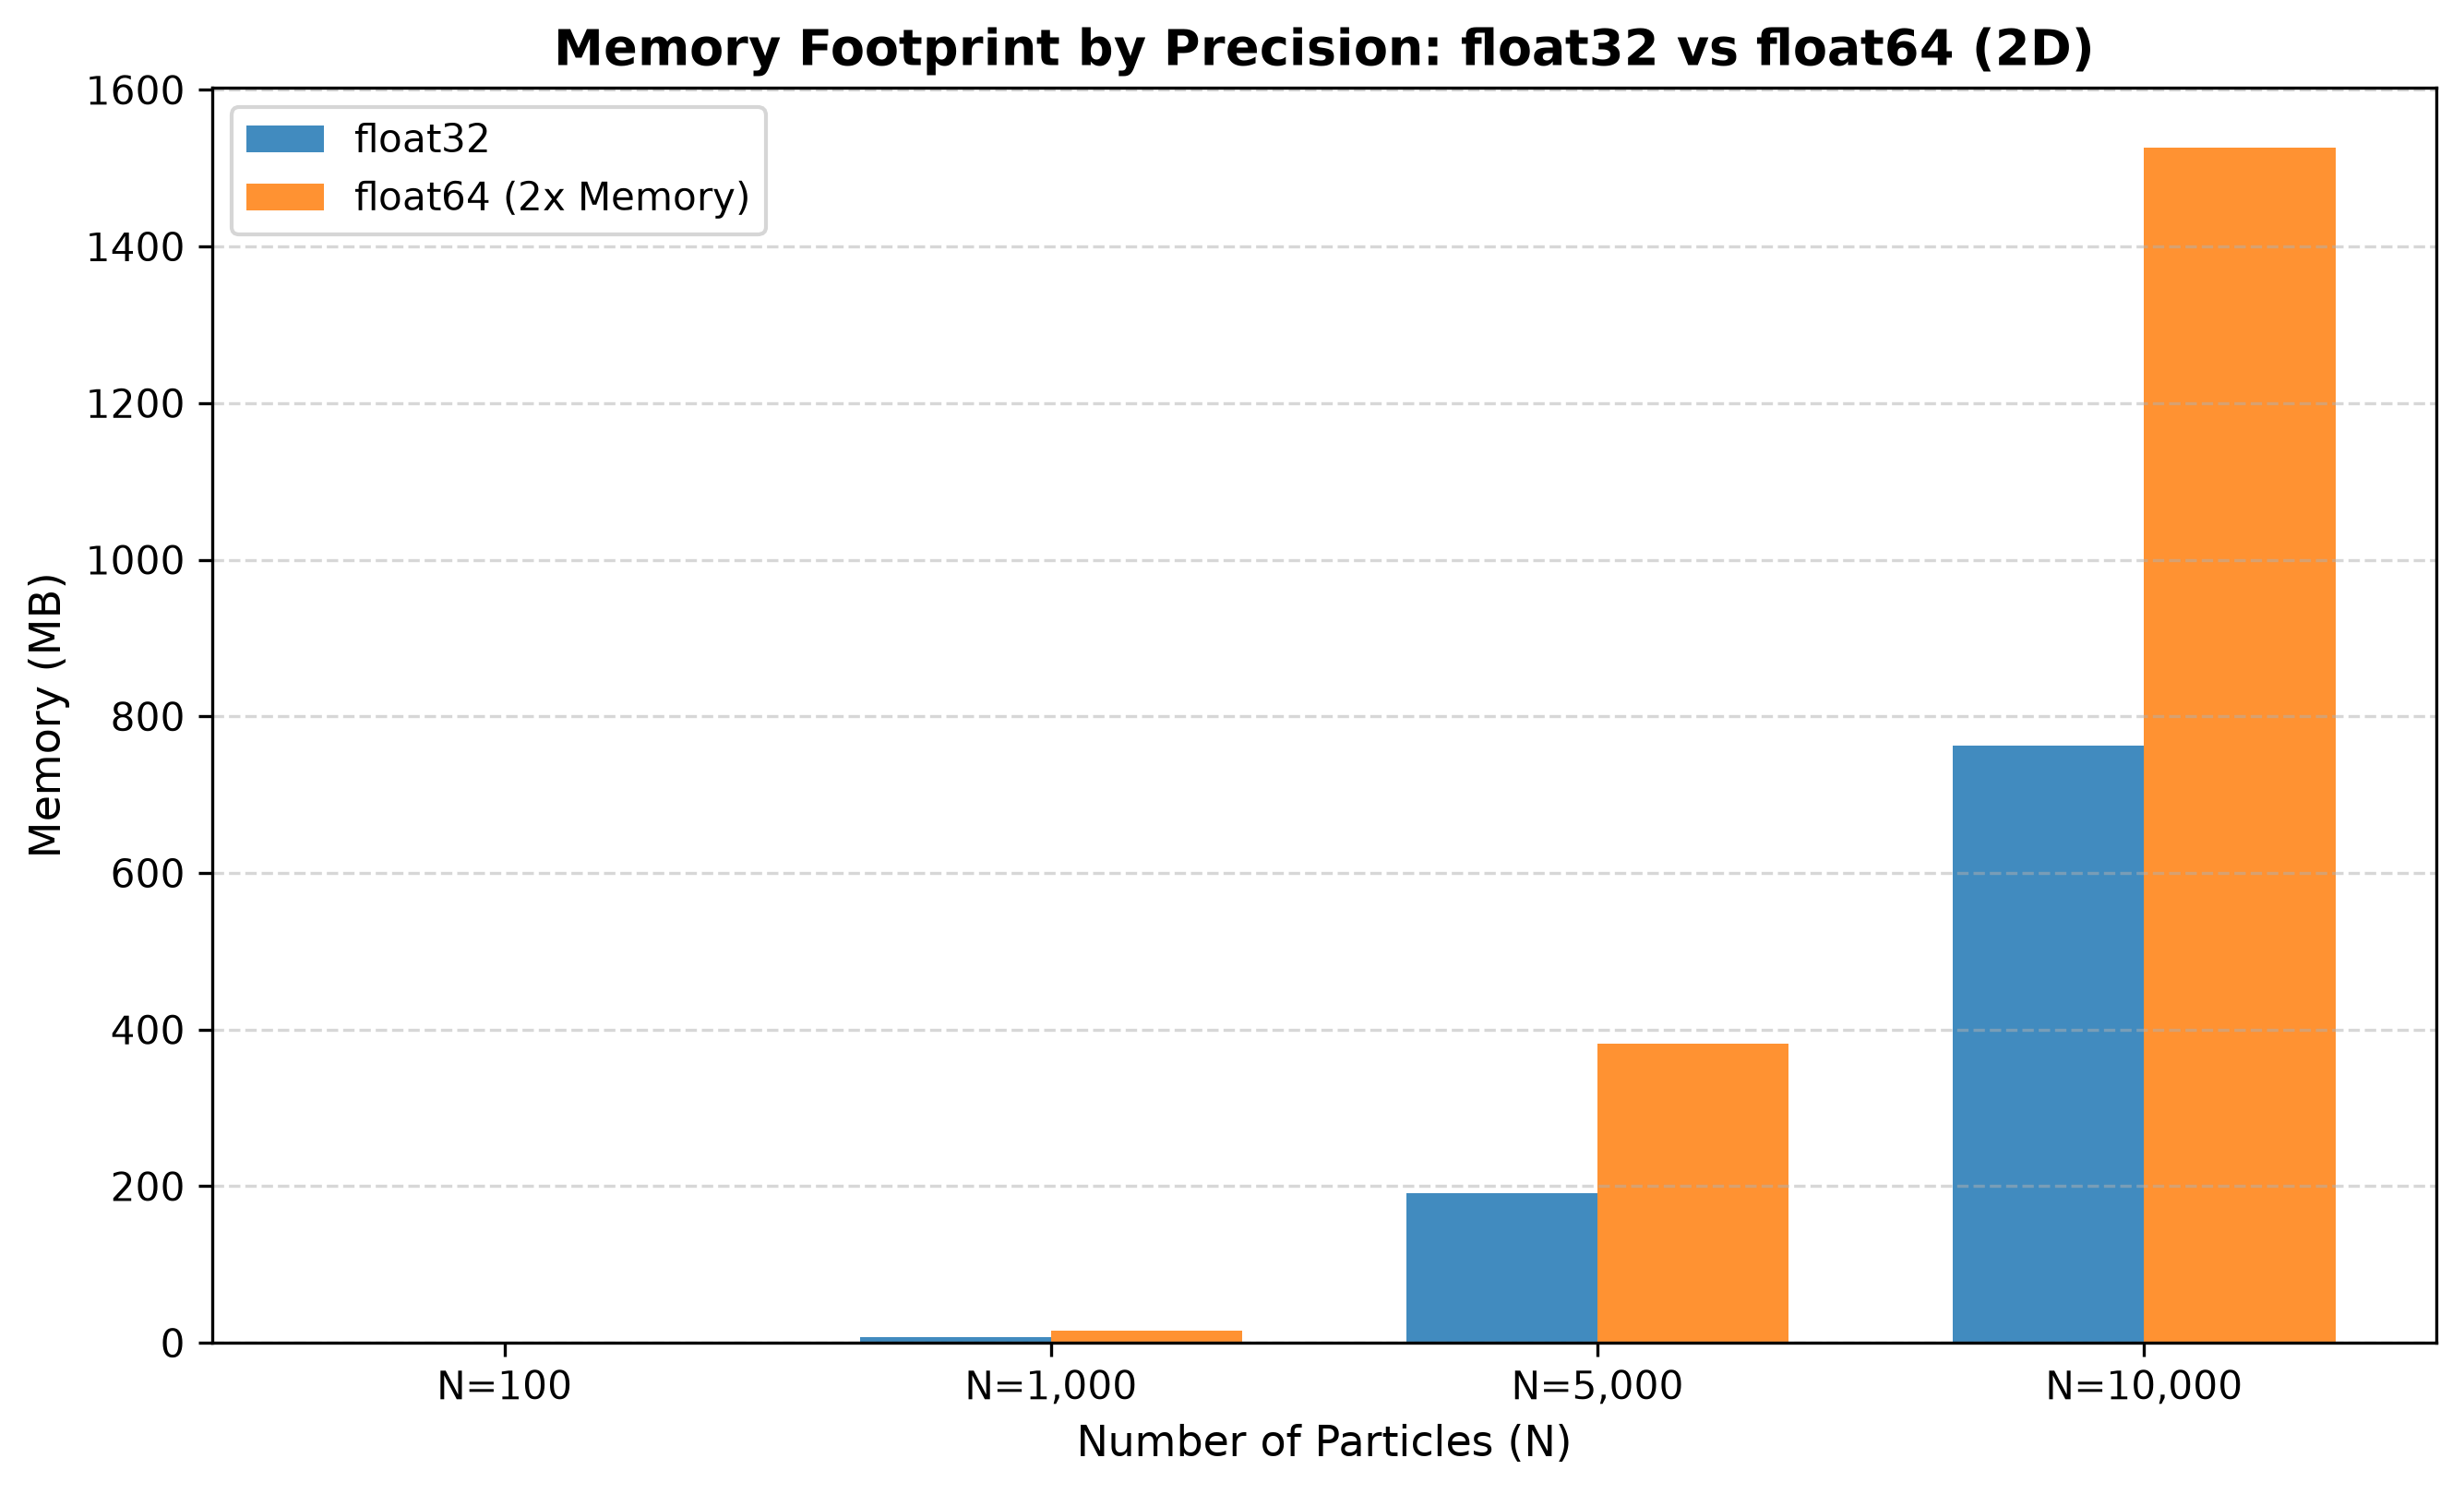 Memory Footprint by Precision: float32 vs float64 (2D)
float32
float64 (2x Memory)
Memory (MB)
1600
1400
1200
1000
800
600
400
200
0
N=100
N=1,000
N=5,000
N=10,000
Number of Particles (N)